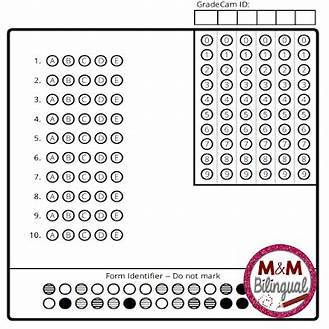 GradeCam ID:
0 0 0 0 0 0
1 1 1 1 1 1
2 2 2 2 2 2
3 3 3 3 3 3
4 4 4 4 4 4
5 5 5 5 5 5
6 6 6 6 6 6
7 7 7 7 7 7
8 8 8 8 8 8
9 9 9 9 9 9
1. A B C D E
2. A B C D E
3. A B C D E
4. A B C D E
5. A B C D E
6. A B C D E
7. A B C D E
8. A B C D E
9. A B C D E
10. A B C D E
Form Identifier -- Do not mark
M&M
Bilingual